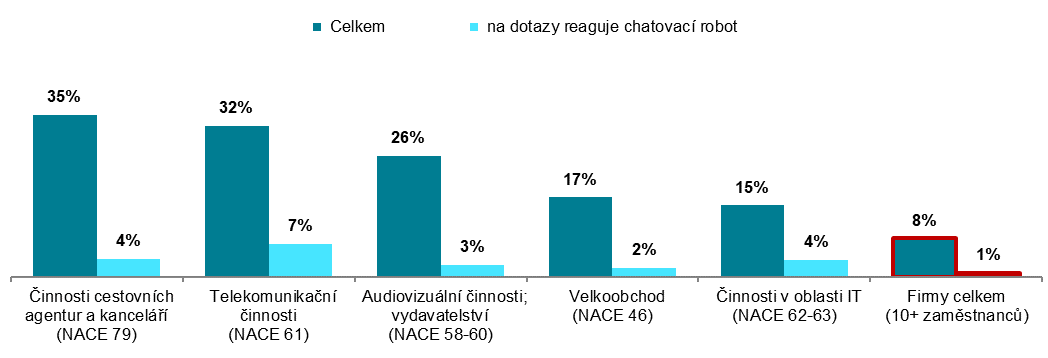 Celkem
na dotazy reaguje chatovací robot
35%
4%
32%
7%
26%
3%
17%
2%
15%
4%
8%
1%
Činnosti cestovních
agentur a kanceláří
(NACE 79)
Telekomunikační
činnosti
(NACE 61)
Audiovizuální činnosti;
vydavatelství
(NACE 58-60)
Velkoobchod
(NACE 46)
Činnosti v oblasti IT
(NACE 62-63)
Firmy celkem
(10+ zaměstnanců)